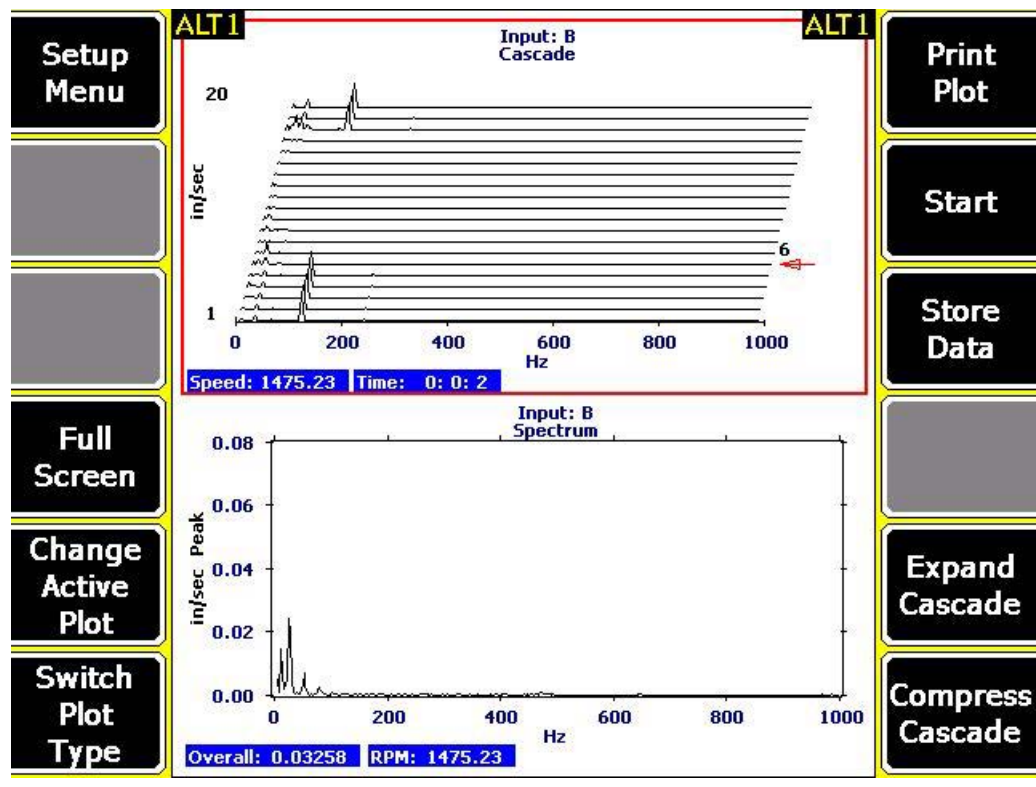 Setup
Menu
Full
Screen
Change
Active
Plot
Switch
Plot
Type
ALT1
ALT1
Input: B
Cascade
20
in/sec
6
1
0 200 400 600 800 1000
Hz
Speed: 1475.23 Time: 0: 0: 2
Input: B
Spectrum
0.08
0.06
0.04
0.02
0.00
in/sec Peak
0 200 400 600 800 1000
Hz
Overall: 0.03258 RPM: 1475.23
Print
Plot
Start
Store
Data
Expand
Cascade
Compress
Cascade